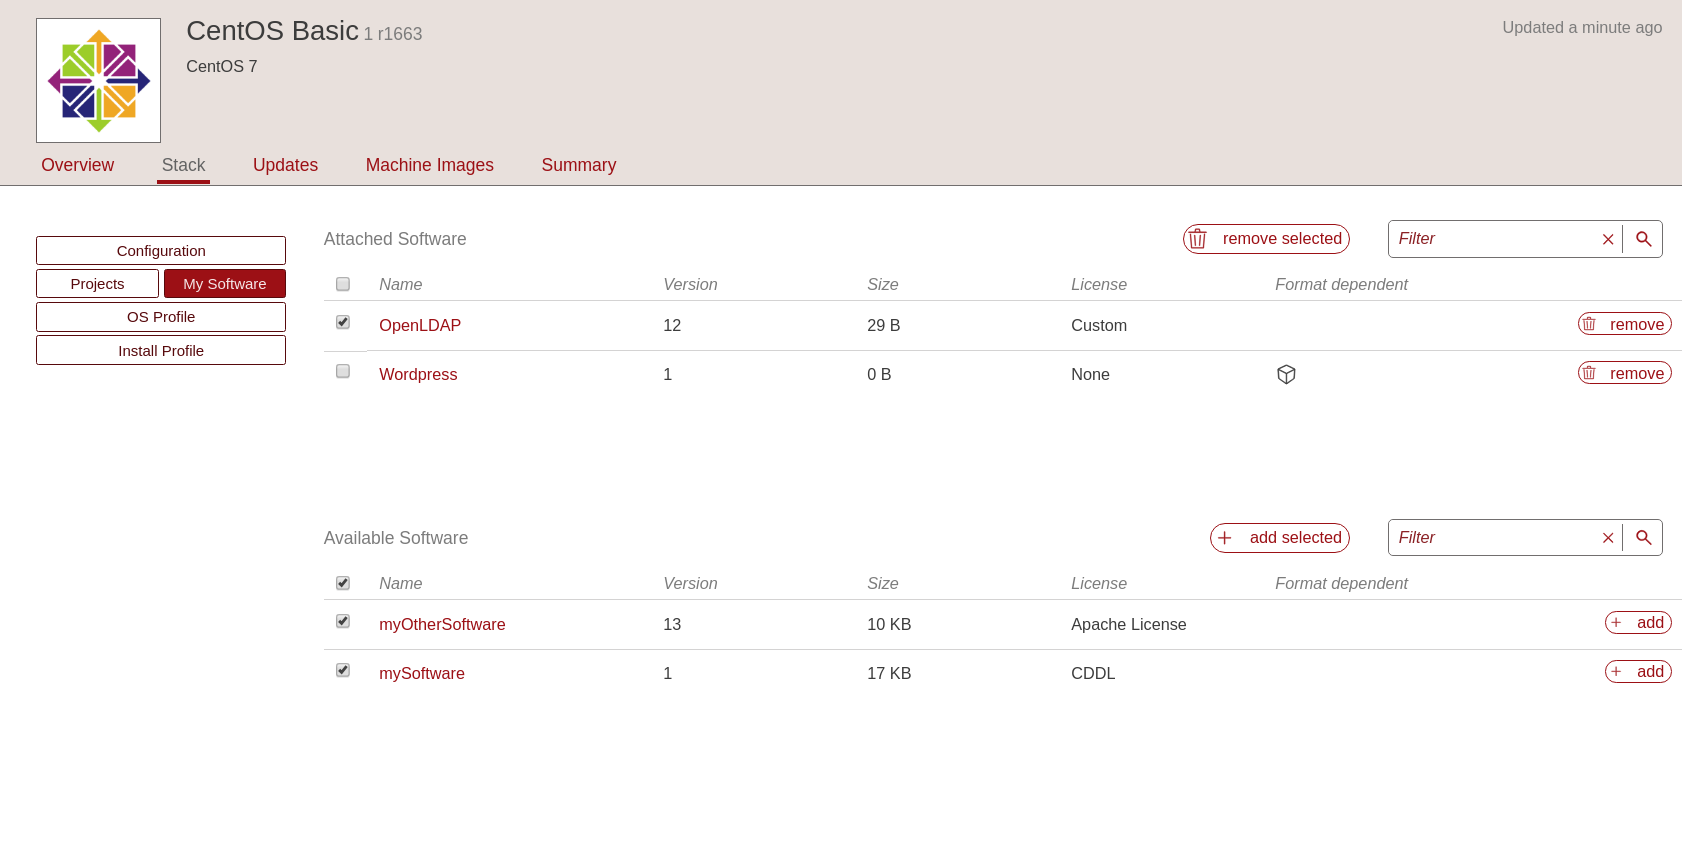 CentOS Basic 1 r1663
Updated a minute ago
CentOS 7
Overview Stack Updates Machine Images Summary
Configuration
Projects My Software
OS Profile
Install Profile
Attached Software
remove selected
Filter
Name Version Size License Format dependent
OpenLDAP 12 29 B Custom remove
Wordpress 1 0 B None remove
Available Software
add selected
Filter
Name Version Size License Format dependent
myOtherSoftware 13 10 KB Apache License add
mySoftware 1 17 KB CDDL add